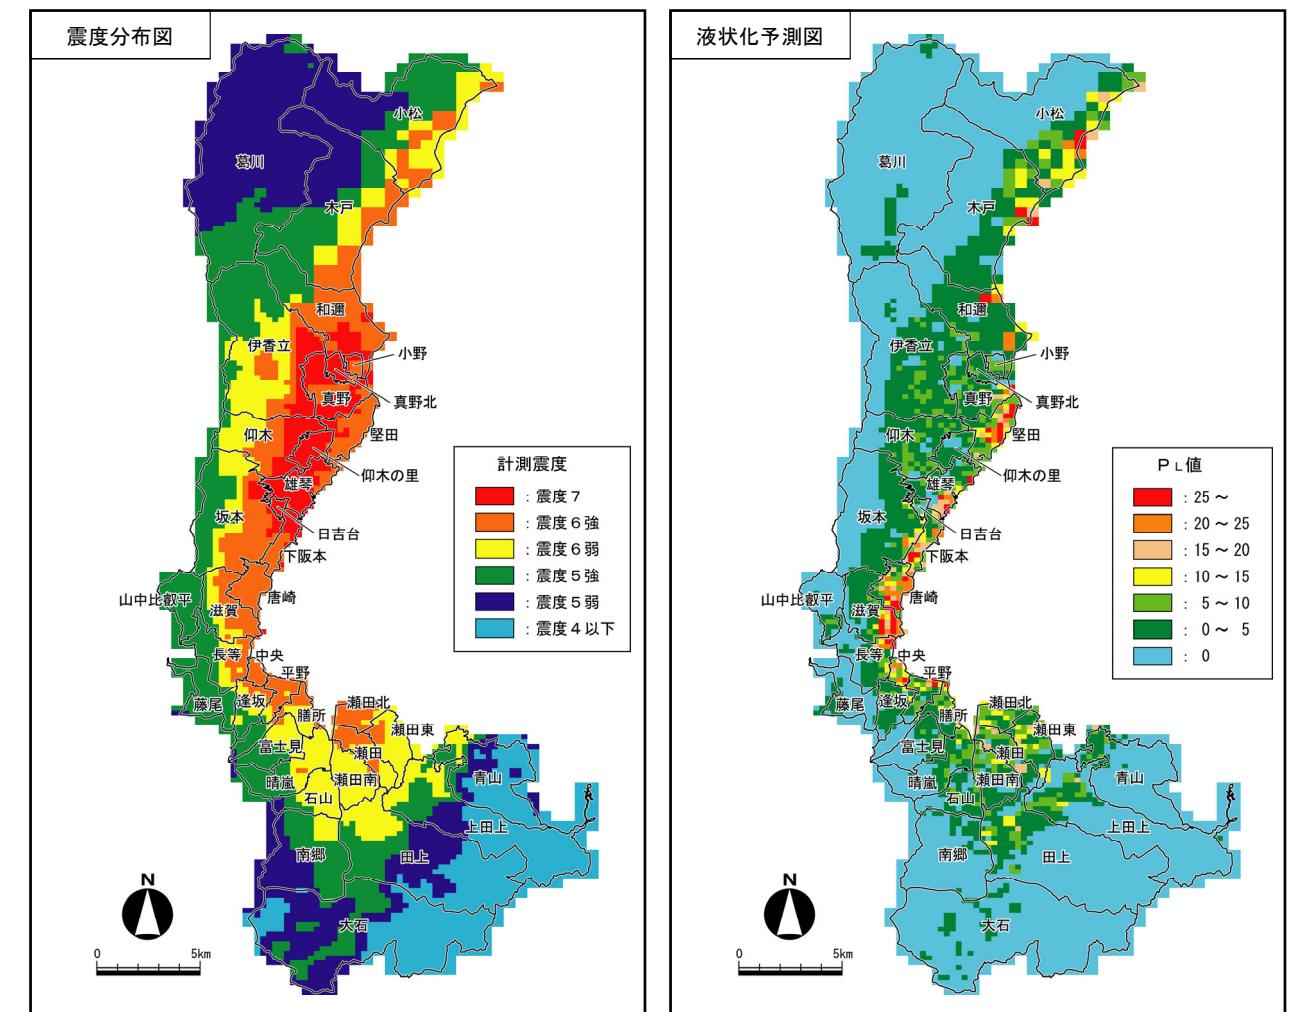 震度分布図
小松
葛川
木戸
和邇
伊香立
小野
真野北
真野
仰木
堅田
仰木の里
雄琴
坂本
日吉台
下阪本
山中比叡平
唐崎
滋賀
長等
中央
平野
藤尾
逢坂
瀬田北
膳所
瀬田東
富士見
瀬田
晴嵐
瀬田南
青山
石山
上田上
南郷
田上
大石
計測震度
：震度７
：震度６強
：震度６弱
：震度５強
：震度５弱
：震度４以下
N
0 5km
液状化予測図
小松
葛川
木戸
和邇
伊香立
小野
真野北
真野
仰木
堅田
仰木の里
雄琴
坂本
日吉台
下阪本
山中比叡平
唐崎
滋賀
長等
中央
平野
藤尾
逢坂
瀬田北
膳所
瀬田東
富士見
瀬田
晴嵐
瀬田南
青山
石山
上田上
南郷
田上
大石
ＰL値
：25～
：20～25
：15～20
：10～15
：5～10
：0～5
：0
N
0 5km